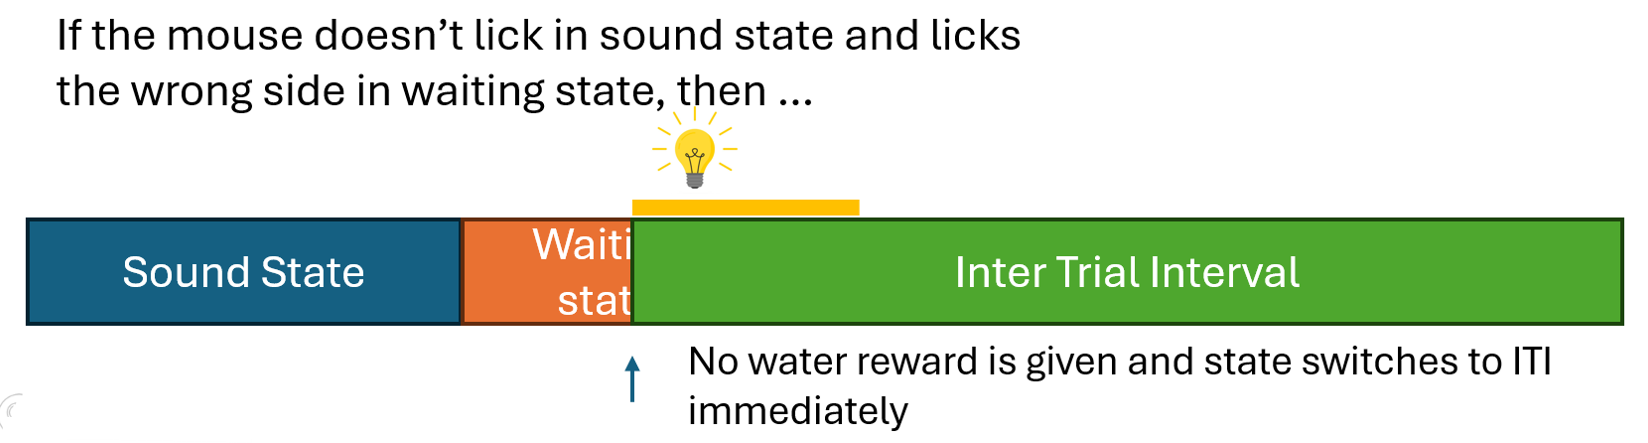 If the mouse doesn’t lick in sound state and licks
the wrong side in waiting state, then ...
Sound State
Waiti
stat
Inter Trial Interval
No water reward is given and state switches to ITI
immediately